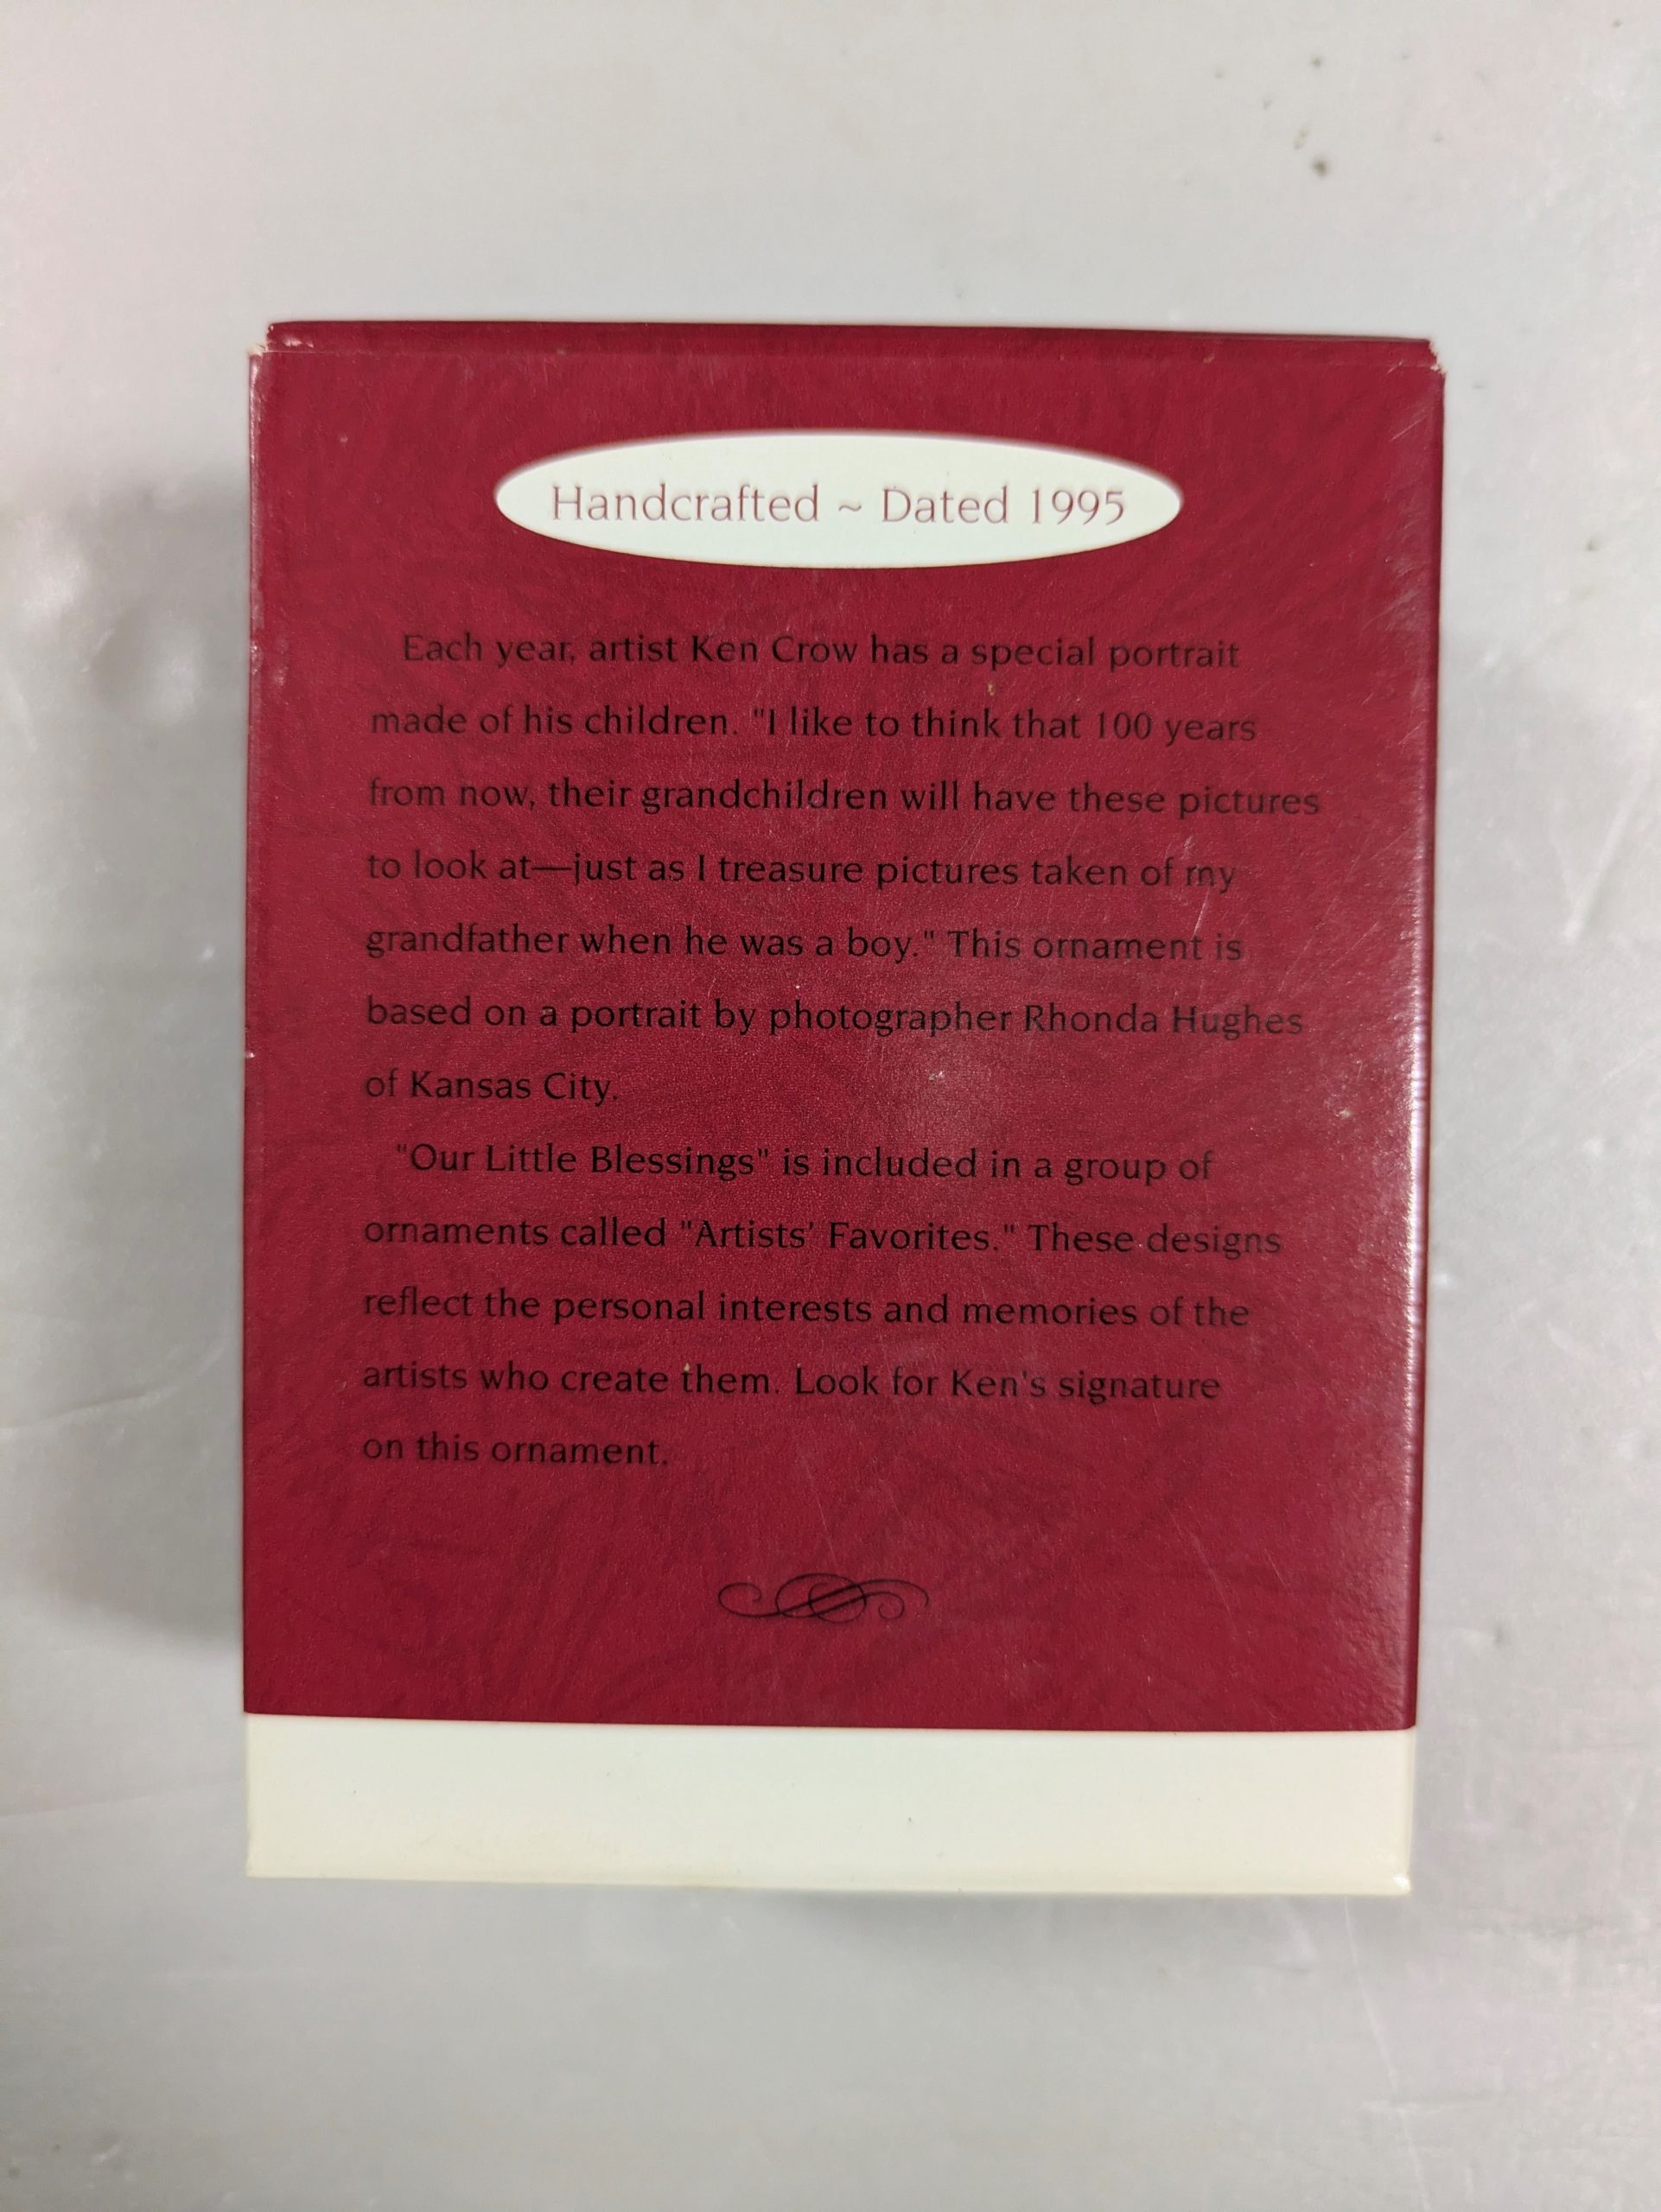 Handcrafted ~ Dated 1995
Each year, artist Ken Crow has a special portrait
made of his children. "I like to think that 100 years
from now, their grandchildren will have these pictures
to look at—just as I treasure pictures taken of my
grandfather when he was a boy." This ornament is
based on a portrait by photographer Rhonda Hughes
of Kansas City.
"Our Little Blessings" is included in a group of
ornaments called "Artists' Favorites." These designs
reflect the personal interests and memories of the
artists who create them. Look for Ken's signature
on this ornament.